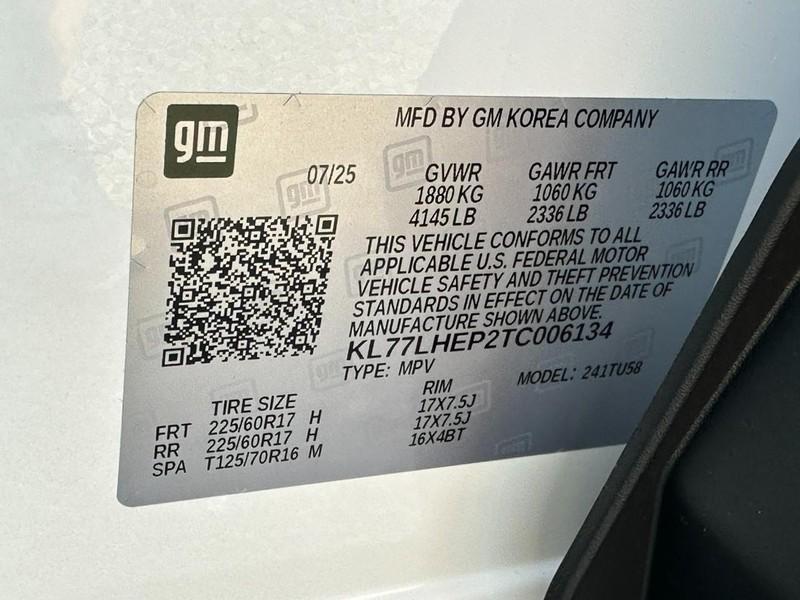 gm
MFD BY GM KOREA COMPANY
07/25 GVWR GAWR FRT GAWR RR
1880 KG 1060 KG 1060 KG
4145 LB 2336 LB 2336 LB
THIS VEHICLE CONFORMS TO ALL
APPLICABLE U.S. FEDERAL MOTOR
VEHICLE SAFETY AND THEFT PREVENTION
STANDARDS IN EFFECT ON THE DATE OF
MANUFACTURE SHOWN ABOVE.
KL77LHEP2TC006134
TYPE: MPV MODEL: 241TU58
TIRE SIZE RIM
FRT 225/60R17 H 17X7.5J
RR 225/60R17 H 17X7.5J
SPA T125/70R16 M 16X4BT